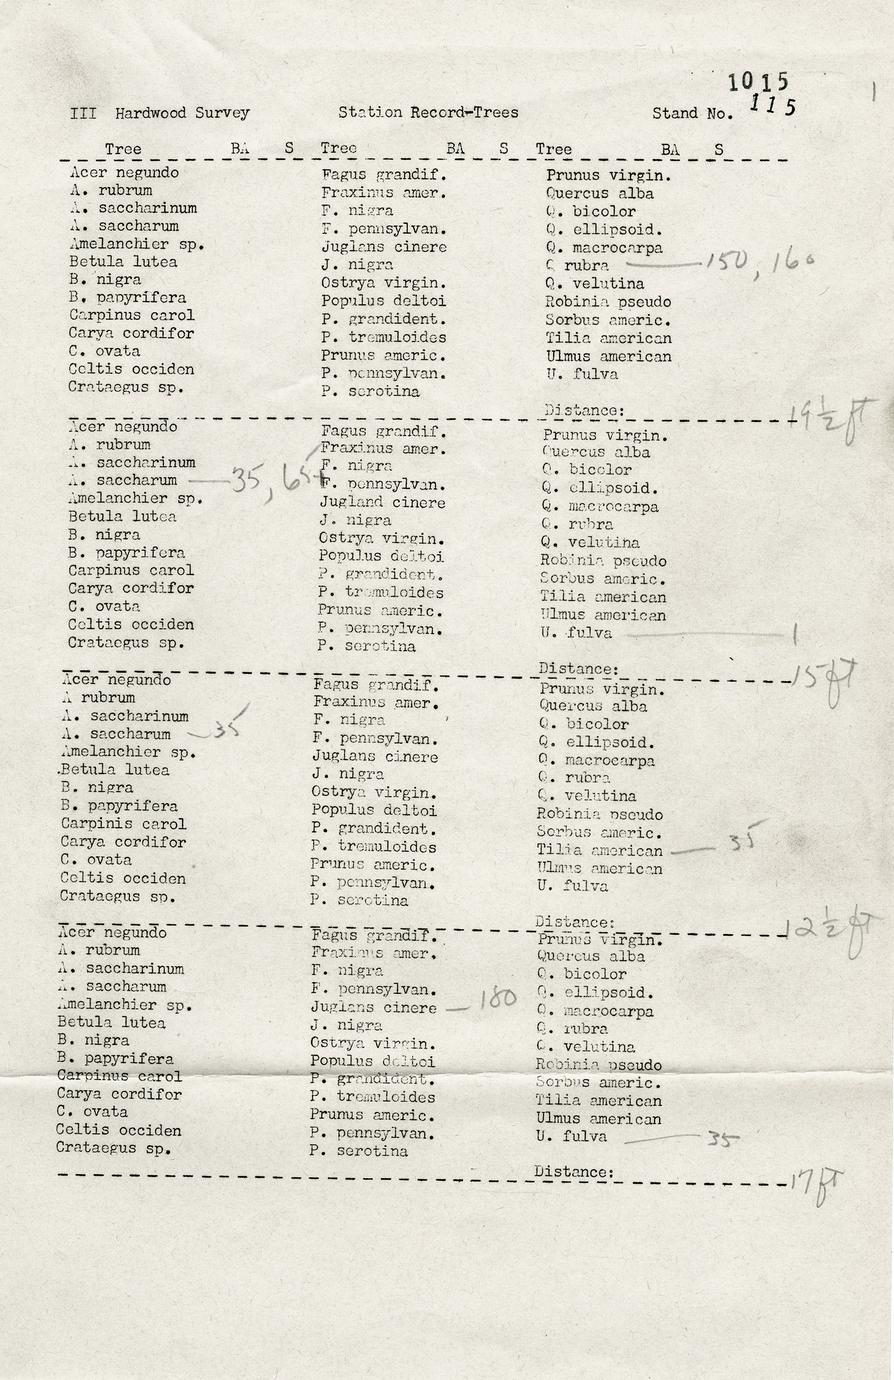 1015
III Hardwood Survey Station Record-Trees Stand No. 115
Tree BA S Tree BA S Tree BA S
Acer negundo Fagus grandif. Prunus virgin.
A. rubrum Fraxinus amer. Quercus alba
A. saccharinum F. nigra Q. bicolor
A. saccharum F. pennsylvan. Q. ellipsoid.
Amelanchier sp. Juglans cinere Q. macrocarpa
Betula lutea J. nigra Q rubra 150, 160
B. nigra Ostrya virgin. Q. velutina
B. papyrifera Populus deltoi Robinia pseudo
Carpinus carol P. grandident. Sorbus americ.
Carya cordifor P. tremuloides Tilia american
C. ovata Prunus americ. Ulmus american
Celtis occiden P. pennsylvan. U. fulva
Crataegus sp. P. serotina
Distance: 19 ½ ft
Acer negundo Fagus grandif. Prunus virgin.
A. rubrum Fraxinus amer. Quercus alba
A. saccharinum F. nigra Q. bicolor
A. saccharum 35, 65 F. pennsylvan. Q. ellipsoid.
Amelanchier sp. Jugland cinere Q. macrocarpa
Betula lutea J. nigra Q. rubra
B. nigra Ostrya virgin. Q. velutina
B. papyrifera Populus deltoi Robinia pseudo
Carpinus carol P. grandident. Sorbus americ.
Carya cordifor P. tremuloides Tilia american
C. ovata Prunus americ. Ulmus american
Celtis occiden P. pennsylvan. U. fulva 1
Crataegus sp. P. serotina
Distance: 15 ft
Acer negundo Fagus grandif. Prunus virgin.
A rubrum Fraxinus amer. Quercus alba
A. saccharinum F. nigra Q. bicolor
A. saccharum 35 F. pennsylvan. Q. ellipsoid.
Amelanchier sp. Juglans cinere Q. macrocarpa
Betula lutea J. nigra Q. rubra
B. nigra Ostrya virgin. Q. velutina
B. papyrifera Populus deltoi Robinia pseudo
Carpinis carol P. grandident. Sorbus americ.
Carya cordifor P. tremuloides Tilia american 35
C. ovata Prunus americ. Ulmus american
Celtis occiden P. pennsylvan. U. fulva
Crataegus sp. P. serotina
Distance: 12 ½ ft
Acer negundo Fagus grandif. Prunus virgin.
A. rubrum Fraxinus amer. Quercus alba
A. saccharinum F. nigra Q. bicolor
A. saccharum F. pennsylvan. Q. ellipsoid.
Amelanchier sp. Juglans cinere 180 Q. macrocarpa
Betula lutea J. nigra Q. rubra
B. nigra Ostrya virgin. Q. velutina
B. papyrifera Populus deltoi Robinia pseudo
Carpinus carol P. grandident. Sorbus americ.
Carya cordifor P. tremuloides Tilia american
C. ovata Prunus americ. Ulmus american
Celtis occiden P. pennsylvan. U. fulva 35
Crataegus sp. P. serotina
Distance: 17 ft